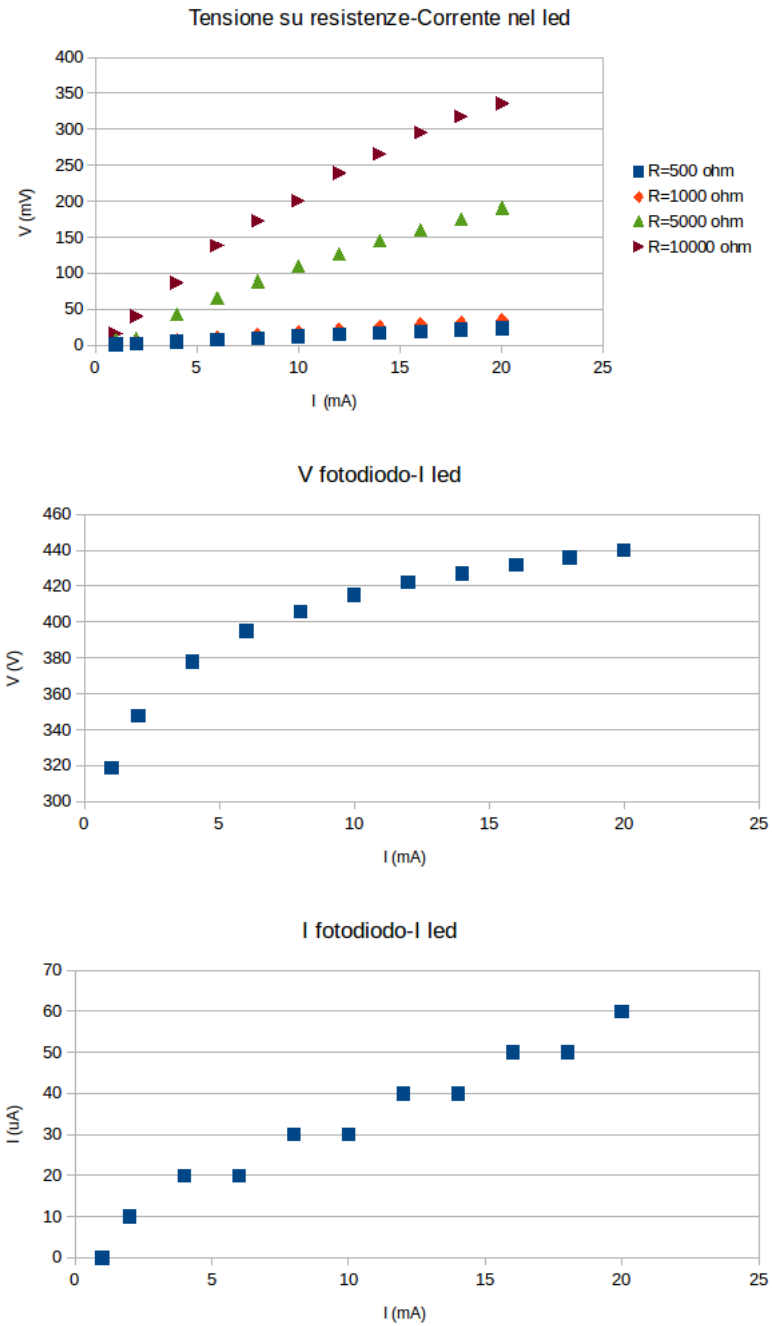 Tensione su resistenze-Corrente nel led
400
350
300
250
200
150
100
50
0
V (mV)
0 5 10 15 20 25
I (mA)
R=500 ohm
R=1000 ohm
R=5000 ohm
R=10000 ohm
V fotodiodo-I led
460
440
420
400
380
360
340
320
300
V (V)
0 5 10 15 20 25
I (mA)
I fotodiodo-I led
70
60
50
40
30
20
10
0
I (uA)
0 5 10 15 20 25
I (mA)